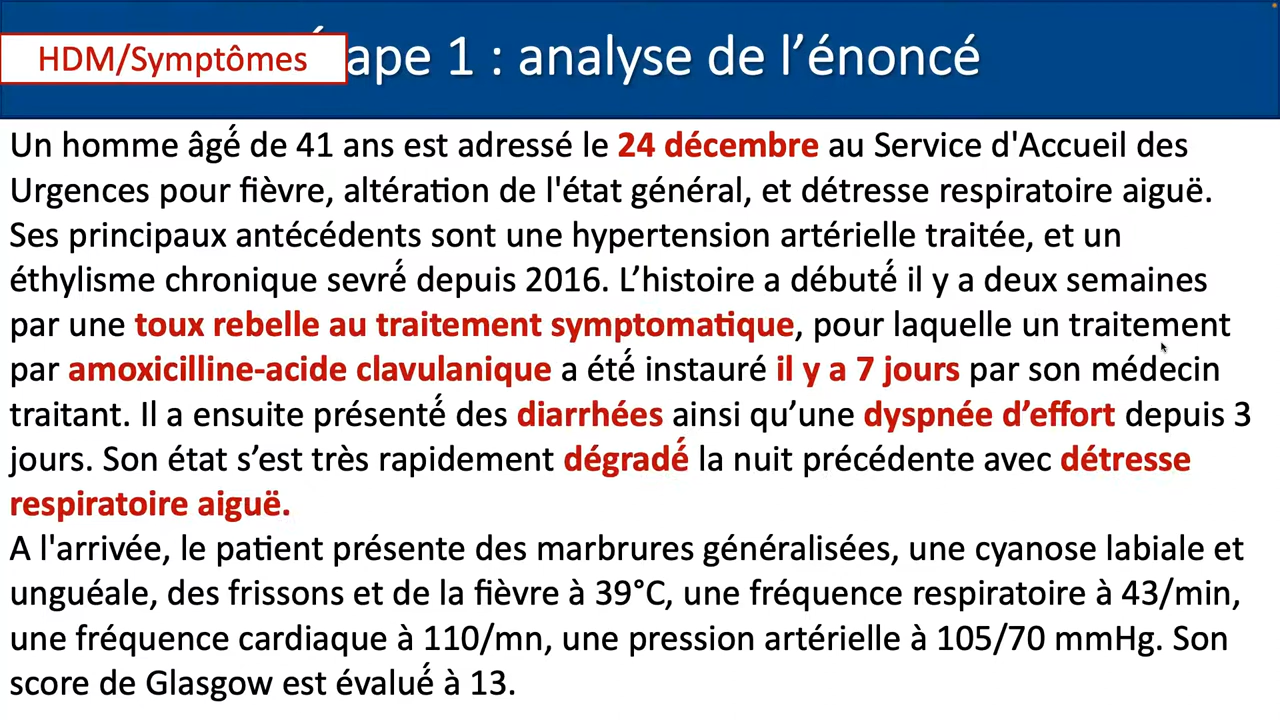 HDM/Symptômes
ape 1 : analyse de l’énoncé
Un homme âgé de 41 ans est adressé le 24 décembre au Service d'Accueil des
Urgences pour fièvre, altération de l'état général, et détresse respiratoire aiguë.
Ses principaux antécédents sont une hypertension artérielle traitée, et un
éthylisme chronique sevré depuis 2016. L’histoire a débuté il y a deux semaines
par une toux rebelle au traitement symptomatique, pour laquelle un traitement
par amoxicilline-acide clavulanique a été instauré il y a 7 jours par son médecin
traitant. Il a ensuite présenté des diarrhées ainsi qu’une dyspnée d’effort depuis 3
jours. Son état s’est très rapidement dégradé la nuit précédente avec détresse
respiratoire aiguë.
A l'arrivée, le patient présente des marbrures généralisées, une cyanose labiale et
unguéale, des frissons et de la fièvre à 39°C, une fréquence respiratoire à 43/min,
une fréquence cardiaque à 110/mn, une pression artérielle à 105/70 mmHg. Son
score de Glasgow est évalué à 13.